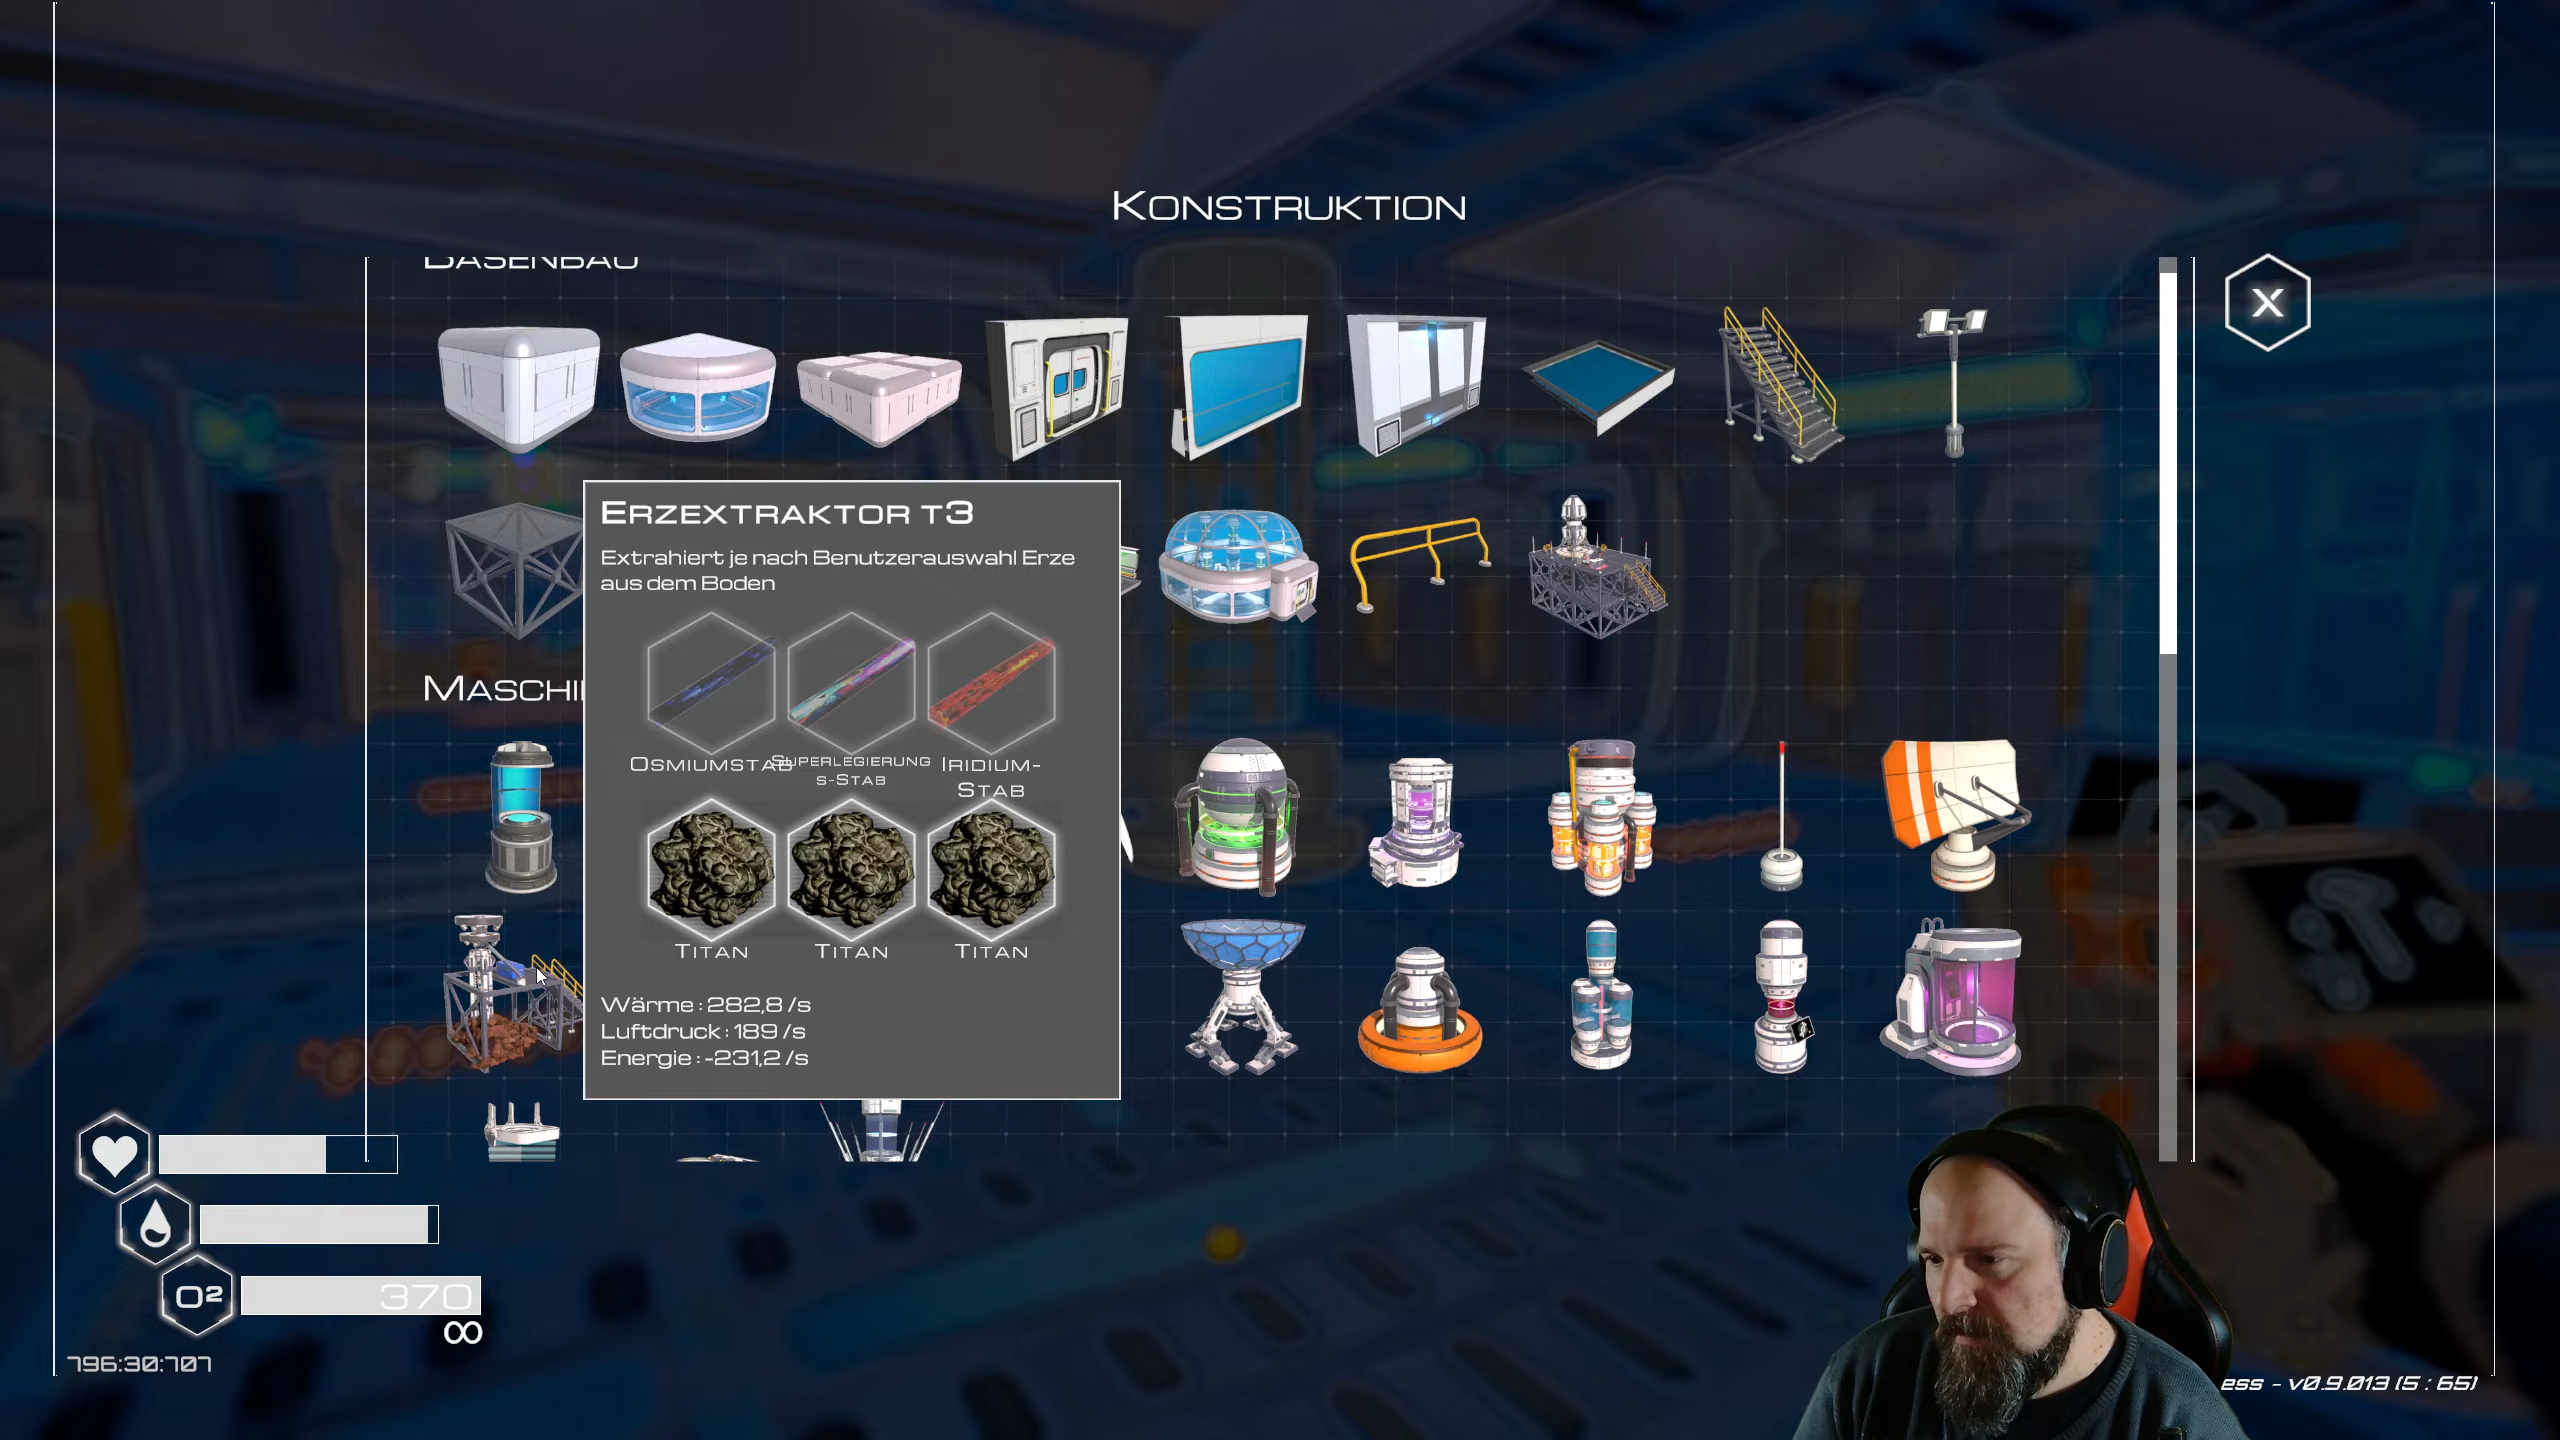 Konstruktion
Basenbau
X
Erzextraktor T3
Extrahiert je nach Benutzerauswahl Erze
aus dem Boden
Osmiumstab
Superlegierung
s-Stab
Iridium-
Stab
Titan
Titan
Titan
Wärme : 282,8 /s
Luftdruck : 189 /s
Energie : -231,2 /s
Maschi
O²
370
∞
796:30:707
ess - v0.9.013 (5 : 65)